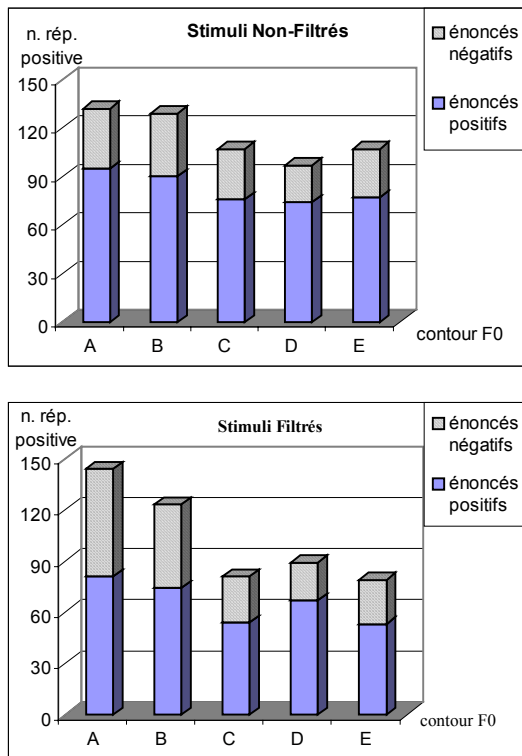 n. rép.
positive
Stimuli Non-Filtrés
énoncés
négatifs
énoncés
positifs
150
120
90
60
30
0
A B C D E
contour F0
n. rép.
positive
Stimuli Filtrés
énoncés
négatifs
énoncés
positifs
150
120
90
60
30
0
A B C D E
contour F0